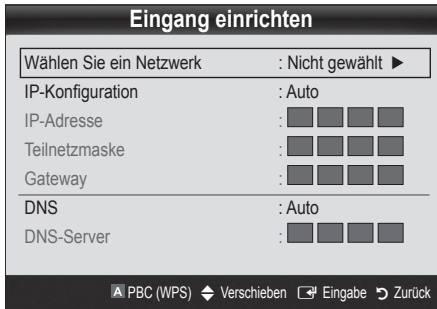 Eingang einrichten
Wählen Sie ein Netzwerk : Nicht gewählt ►
IP-Konfiguration : Auto
IP-Adresse :
Teilnetzmaske :
Gateway :
DNS : Auto
DNS-Server :
A PBC (WPS) Verschieben Eingabe Zurück